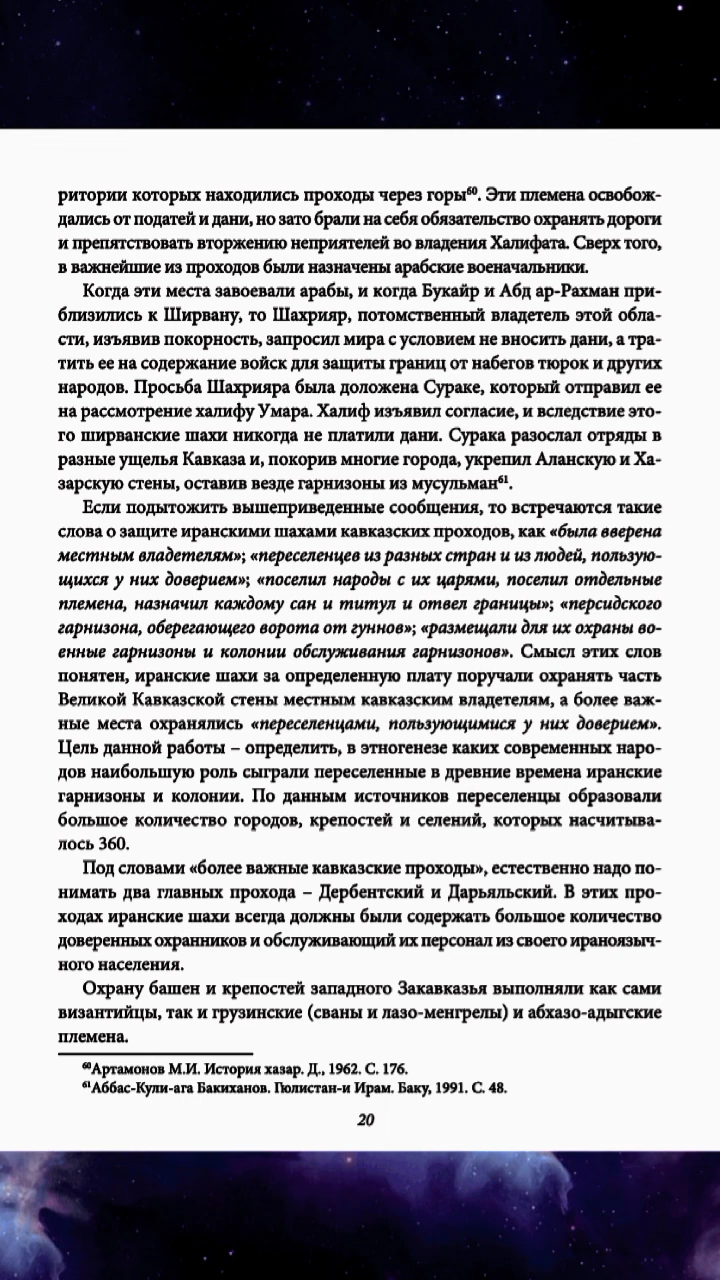 ритории которых находились проходы через горы⁶⁰. Эти племена освобож-
дались от податей и дани, но зато брали на себя обязательство охранять дороги
и препятствовать вторжению неприятелей во владения Халифата. Сверх того,
в важнейшие из проходов были назначены арабские военачальники.
Когда эти места завоевали арабы, и когда Букайр и Абд ар-Рахман при-
близились к Ширвану, то Шахрияр, потомственный владетель этой обла-
сти, изъявив покорность, запросил мира с условием не вносить дани, а тра-
тить ее на содержание войск для защиты границ от набегов тюрок и других
народов. Просьба Шахрияра была доложена Сураке, который отправил ее
на рассмотрение халифу Умара. Халиф изъявил согласие, и вследствие это-
го ширванские шахи никогда не платили дани. Сурака разослал отряды в
разные ущелья Кавказа и, покорив многие города, укрепил Аланскую и Ха-
зарскую стены, оставив везде гарнизоны из мусульман⁶¹.
Если подытожить вышеприведенные сообщения, то встречаются такие
слова о защите иранскими шахами кавказских проходов, как «была вверена
местным владетелям»; «переселенцев из разных стран и из людей, пользую-
щихся у них доверием»; «поселил народы с их царями, поселил отдельные
племена, назначил каждому сан и титул и отвел границы»; «персидского
гарнизона, оберегающего ворота от гуннов»; «размещали для их охраны во-
енные гарнизоны и колонии обслуживания гарнизонов». Смысл этих слов
понятен, иранские шахи за определенную плату поручали охранять часть
Великой Кавказской стены местным кавказским владетелям, а более важ-
ные места охранялись «переселенцами, пользующимися у них доверием».
Цель данной работы – определить, в этногенезе каких современных наро-
дов наибольшую роль сыграли переселенные в древние времена иранские
гарнизоны и колонии. По данным источников переселенцы образовали
большое количество городов, крепостей и селений, которых насчитыва-
лось 360.
Под словами «более важные кавказские проходы», естественно надо по-
нимать два главных прохода – Дербентский и Дарьяльский. В этих про-
ходах иранские шахи всегда должны были содержать большое количество
доверенных охранников и обслуживающий их персонал из своего ираноязыч-
ного населения.
Охрану башен и крепостей западного Закавказья выполняли как сами
византийцы, так и грузинские (сваны и лазо-менгрелы) и абхазо-адыгские
племена.
⁶⁰Артамонов М.И. История хазар. Д., 1962. С. 176.
⁶¹Аббас-Кули-ага Бакиханов. Гюлистан-и Ирам. Баку, 1991. С. 48.
20